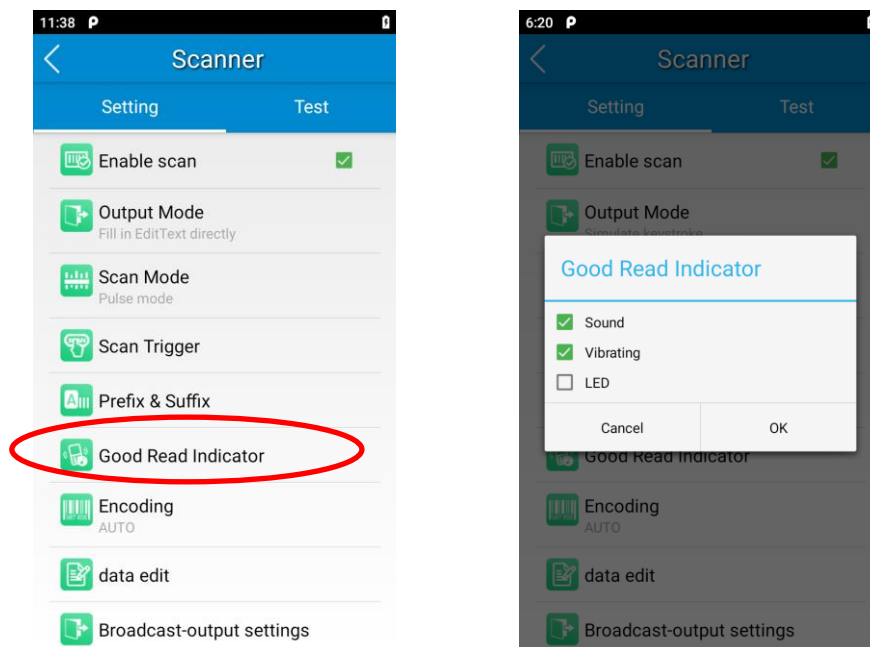 11:38
Scanner
Setting Test
Enable scan
Output Mode
Fill in EditText directly
Scan Mode
Pulse mode
Scan Trigger
Prefix & Suffix
Good Read Indicator
Encoding
AUTO
data edit
Broadcast-output settings
6:20
Scanner
Setting Test
Enable scan
Output Mode
Simulate keystroke
Good Read Indicator
Sound
Vibrating
LED
Cancel OK
Good Read Indicator
Encoding
AUTO
data edit
Broadcast-output settings